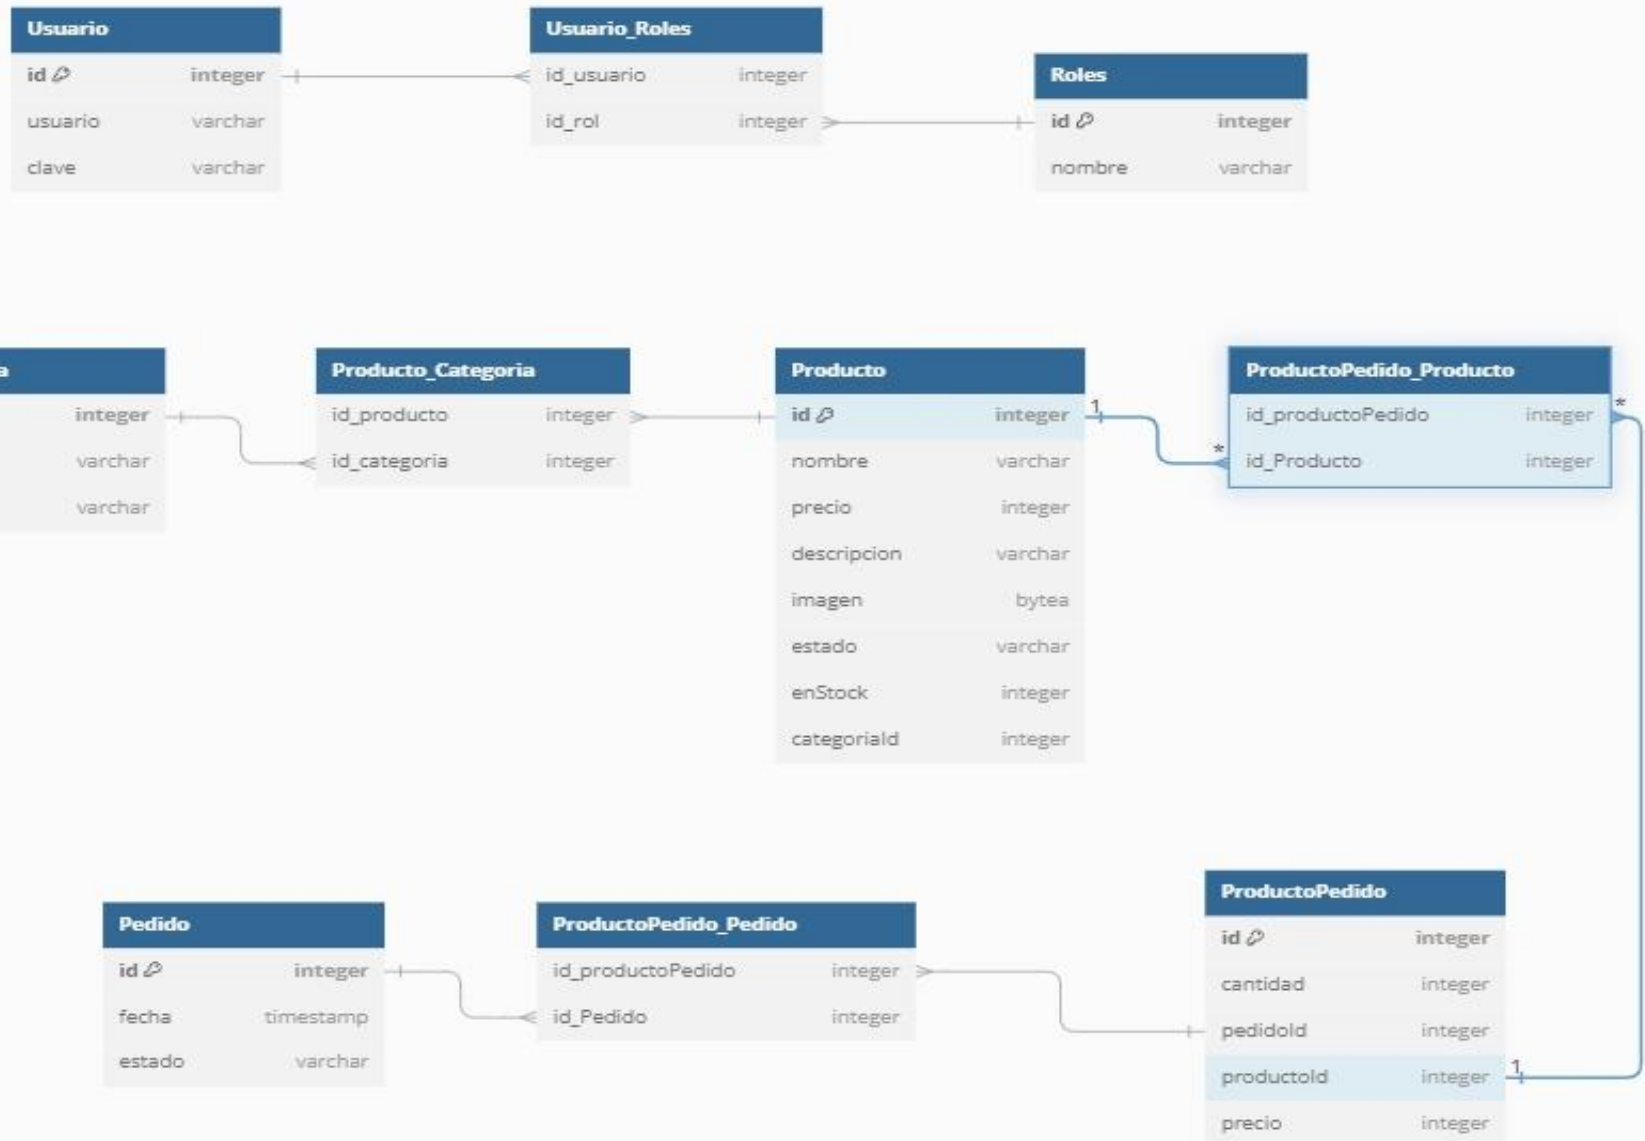 Usuario
id integer
usuario varchar
clave varchar
Usuario_Roles
id_usuario integer
id_rol integer
Roles
id integer
nombre varchar
a
integer
varchar
varchar
Producto_Categoria
id_producto integer
id_categoria integer
Producto
id integer
nombre varchar
precio integer
descripcion varchar
imagen bytea
estado varchar
enStock integer
categoriaId integer
1
*
ProductoPedido_Producto
id_productoPedido integer
id_Producto integer
*
Pedido
id integer
fecha timestamp
estado varchar
ProductoPedido_Pedido
id_productoPedido integer
id_Pedido integer
ProductoPedido
id integer
cantidad integer
pedidoId integer
productoId integer
1
precio integer